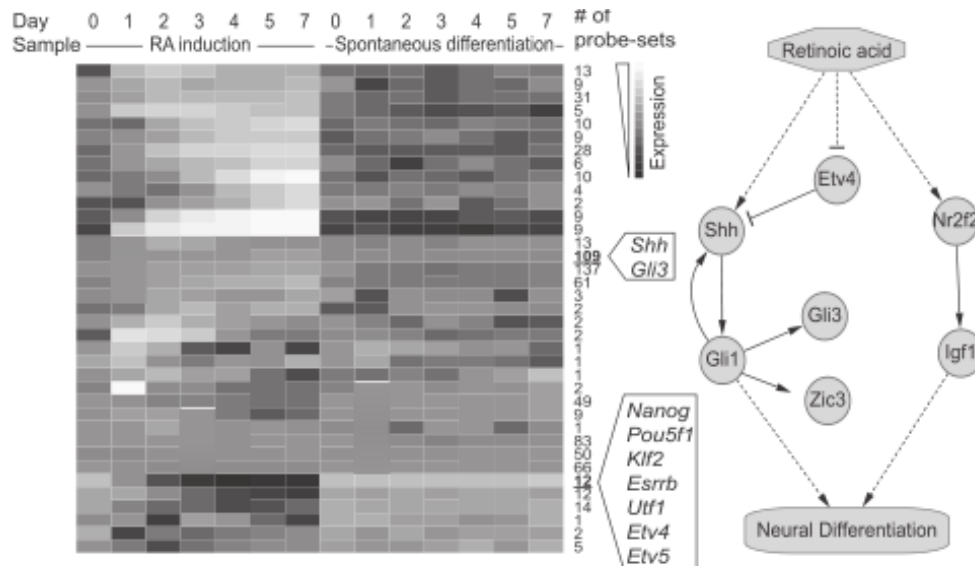 Day 0 1 2 3 4 5 7 0 1 2 3 4 5 7 # of
Sample RA induction Spontaneous differentiation probe-sets
13
9
31
5
10
9
28
6
10
4
2
9
9
13
109
137
61
3
2
2
2
1
1
1
2
49
9
1
83
50
66
12
12
14
1
2
5
Expression
Shh
Gli3
Nanog
Pou5f1
Klf2
Esrrb
Utf1
Etv4
Etv5
Retinoic acid
Etv4
Shh
Nr2f2
Gli3
Gli1
Igf1
Zic3
Neural Differentiation